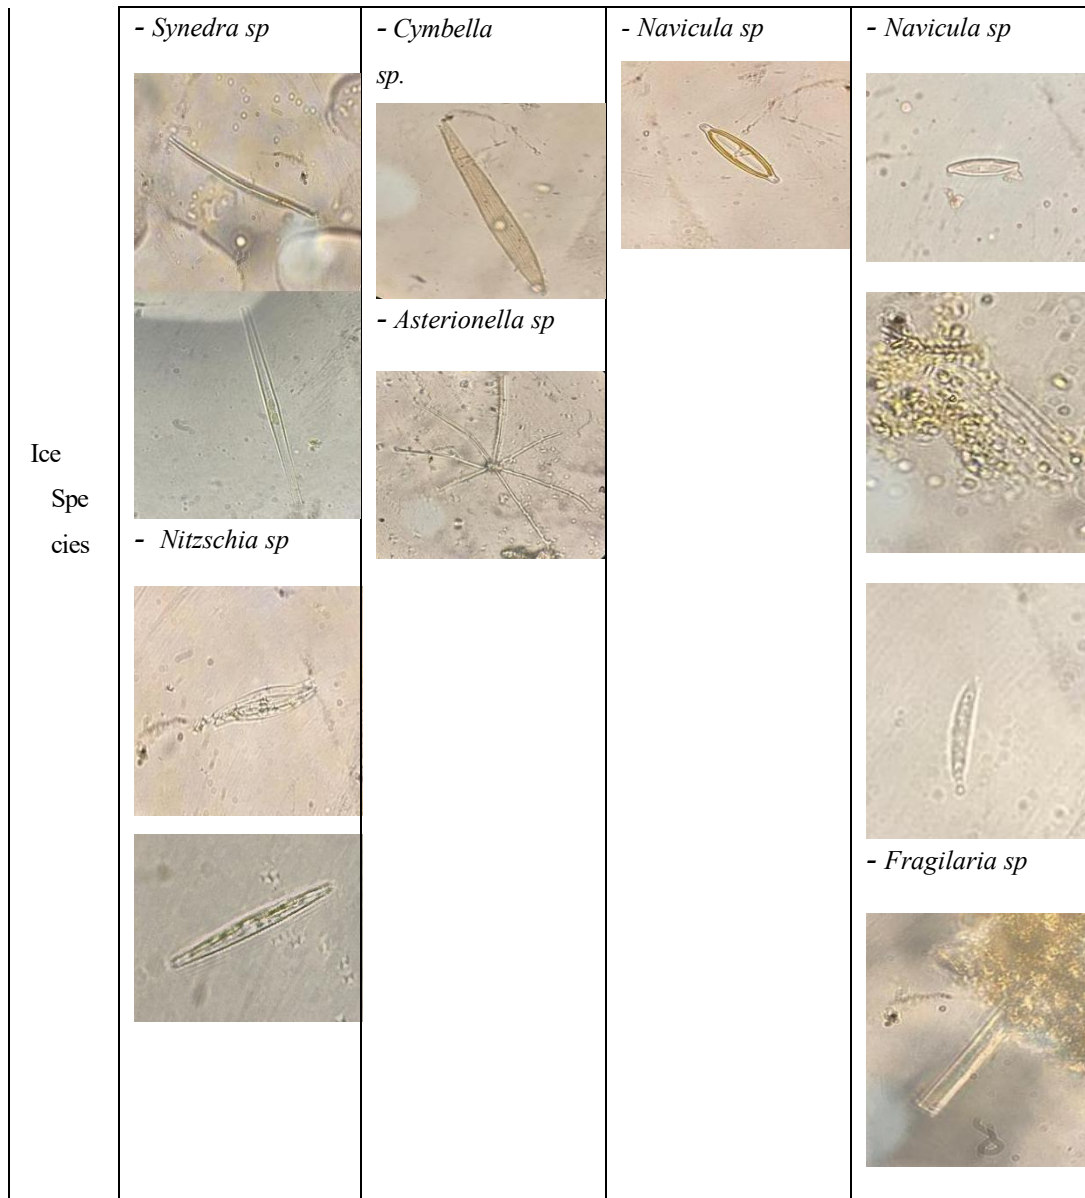 Ice
Spe
cies
- Synedra sp
- Nitzschia sp
- Cymbella
sp.
- Asterionella sp
- Navicula sp
- Navicula sp
- Fragilaria sp